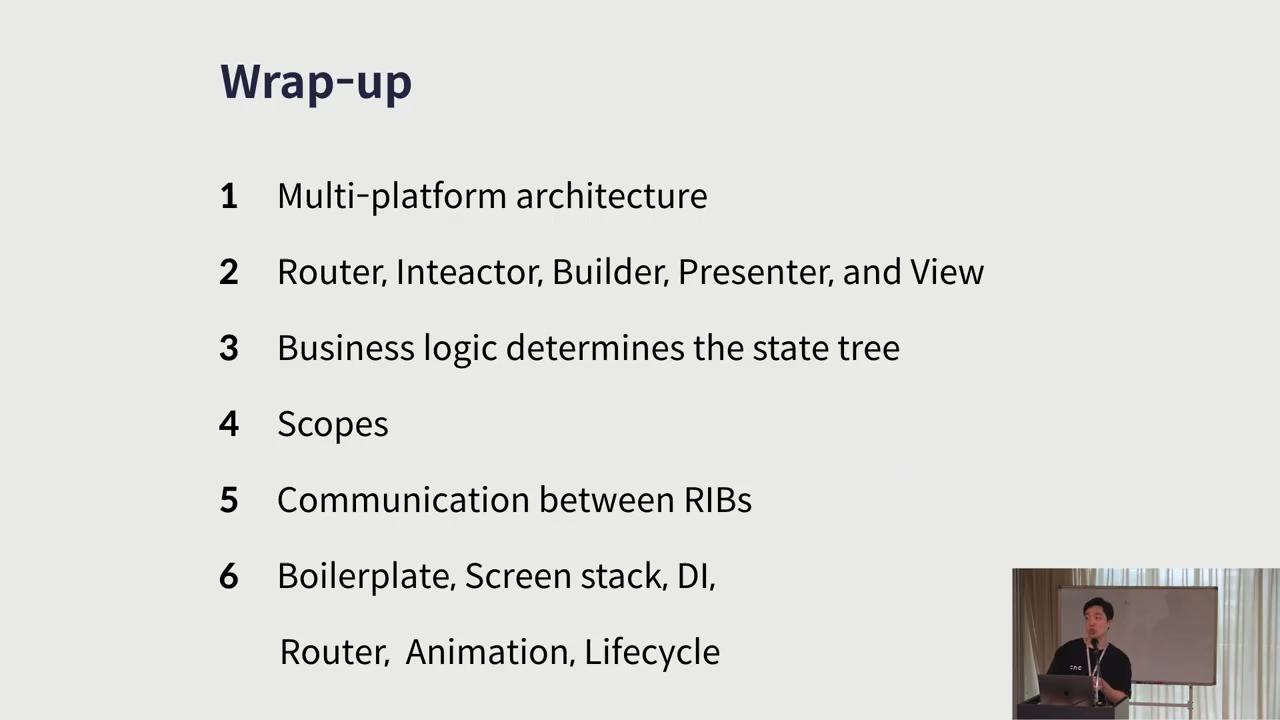 Wrap-up
1 Multi-platform architecture
2 Router, Inteactor, Builder, Presenter, and View
3 Business logic determines the state tree
4 Scopes
5 Communication between RIBs
6 Boilerplate, Screen stack, DI,
Router, Animation, Lifecycle